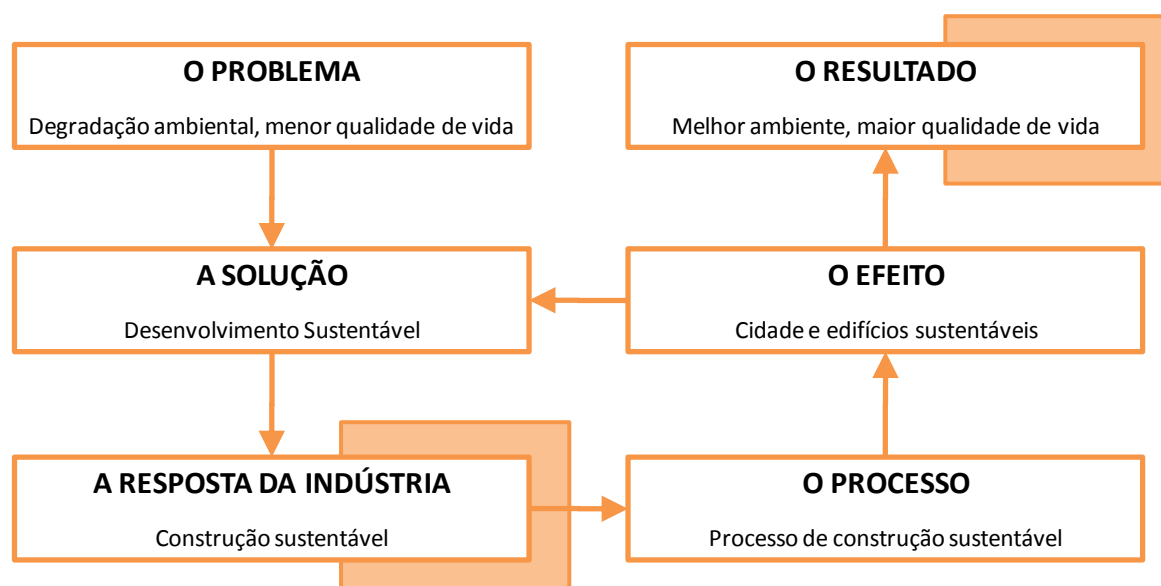 O PROBLEMA
Degradação ambiental, menor qualidade de vida
O RESULTADO
Melhor ambiente, maior qualidade de vida
A SOLUÇÃO
Desenvolvimento Sustentável
O EFEITO
Cidade e edifícios sustentáveis
A RESPOSTA DA INDÚSTRIA
Construção sustentável
O PROCESSO
Processo de construção sustentável